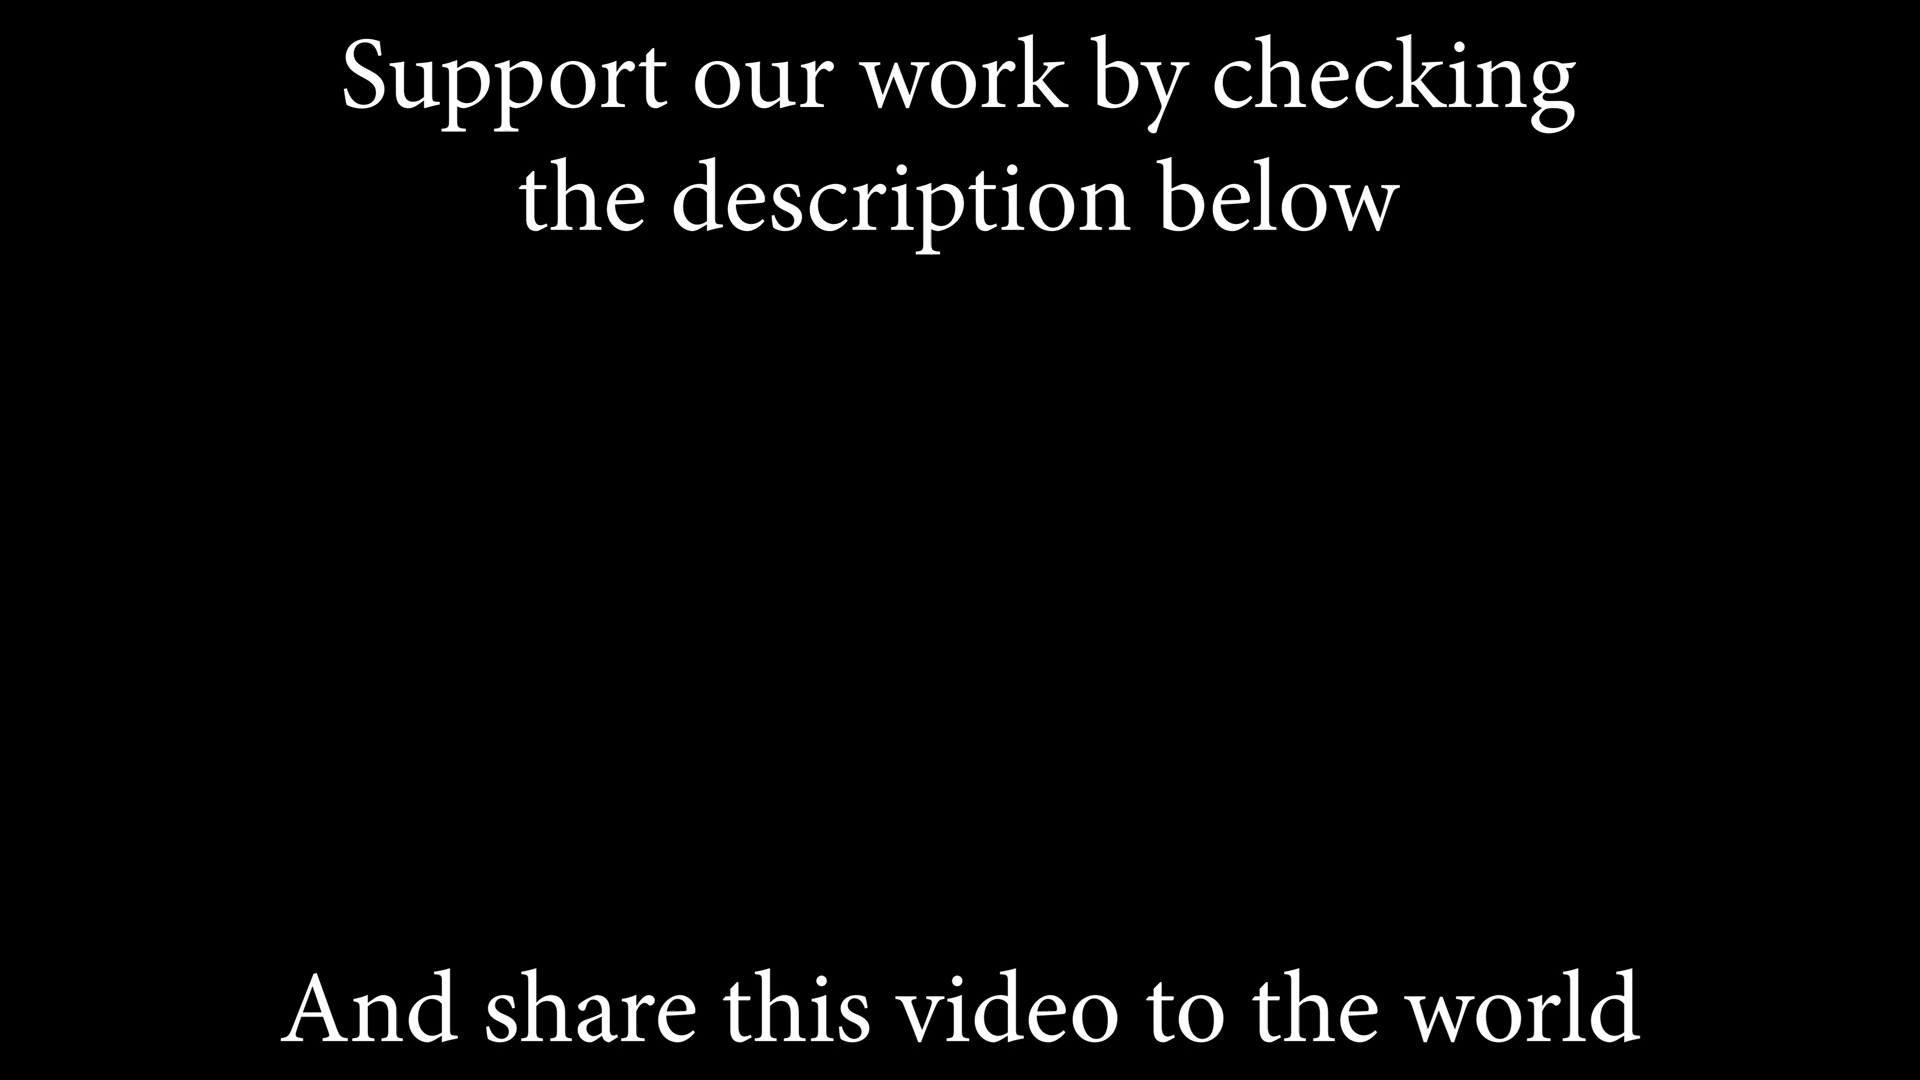 Support our work by checking
the description below
And share this video to the world